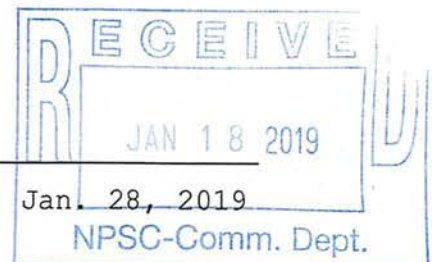 RECEIVED
JAN 18 2019
Jan. 28, 2019
NPSC-Comm. Dept.